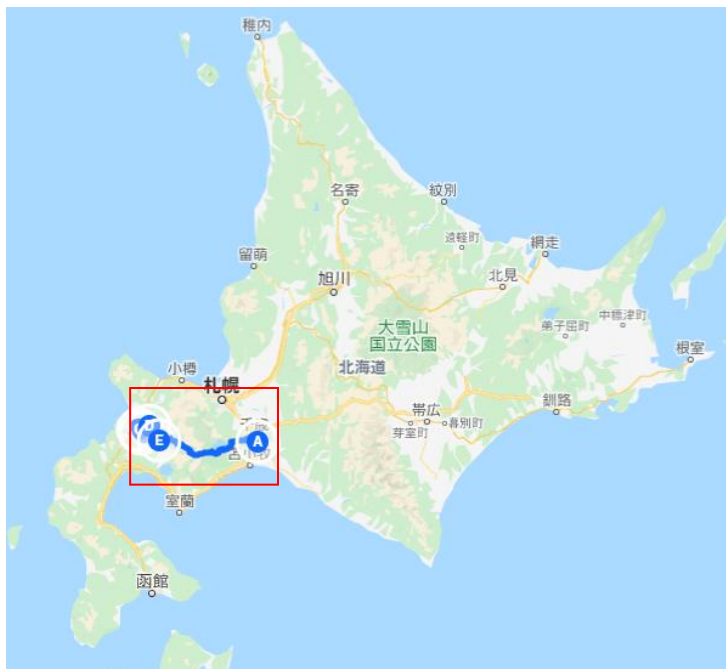 稚内
名寄
紋別
遠軽町
網走
留萌
旭川
北見
中標津町
弟子屈町
大雪山
国立公園
根室
小樽
北海道
札幌
釧路
帯広
幕別町
芽室町
E
A
室蘭
函館